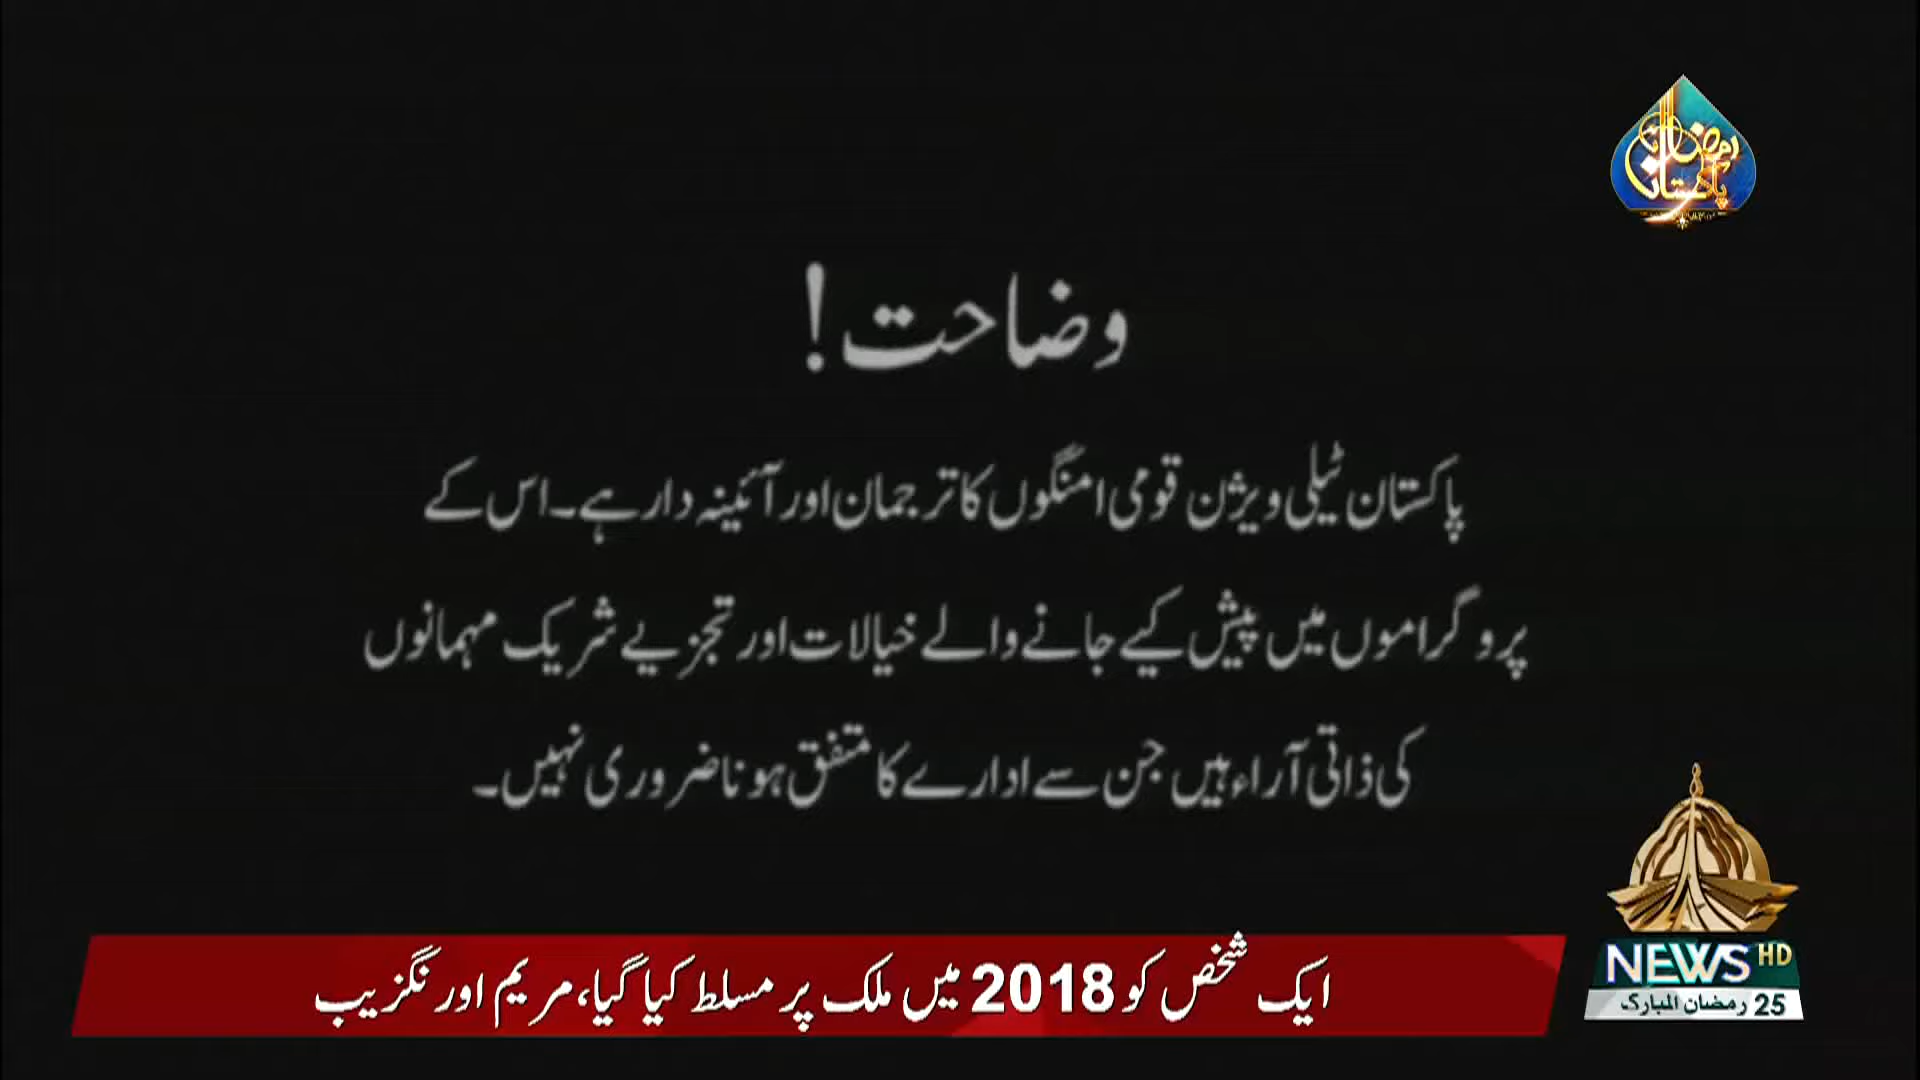 رمضان
پاکستان
وضاحت!
پاکستان ٹیلی ویژن قومی امنگوں کا ترجمان اور آئینہ دار ہے۔ اس کے
پروگراموں میں پیش کیے جانے والے خیالات اور تجزیے شریک مہمانوں
کی ذاتی آراء ہیں جن سے ادارے کا متفق ہونا ضروری نہیں۔
ایک شخص کو 2018 میں ملک پر مسلط کیا گیا، مریم اورنگزیب
NEWS HD
25 رمضان المبارک